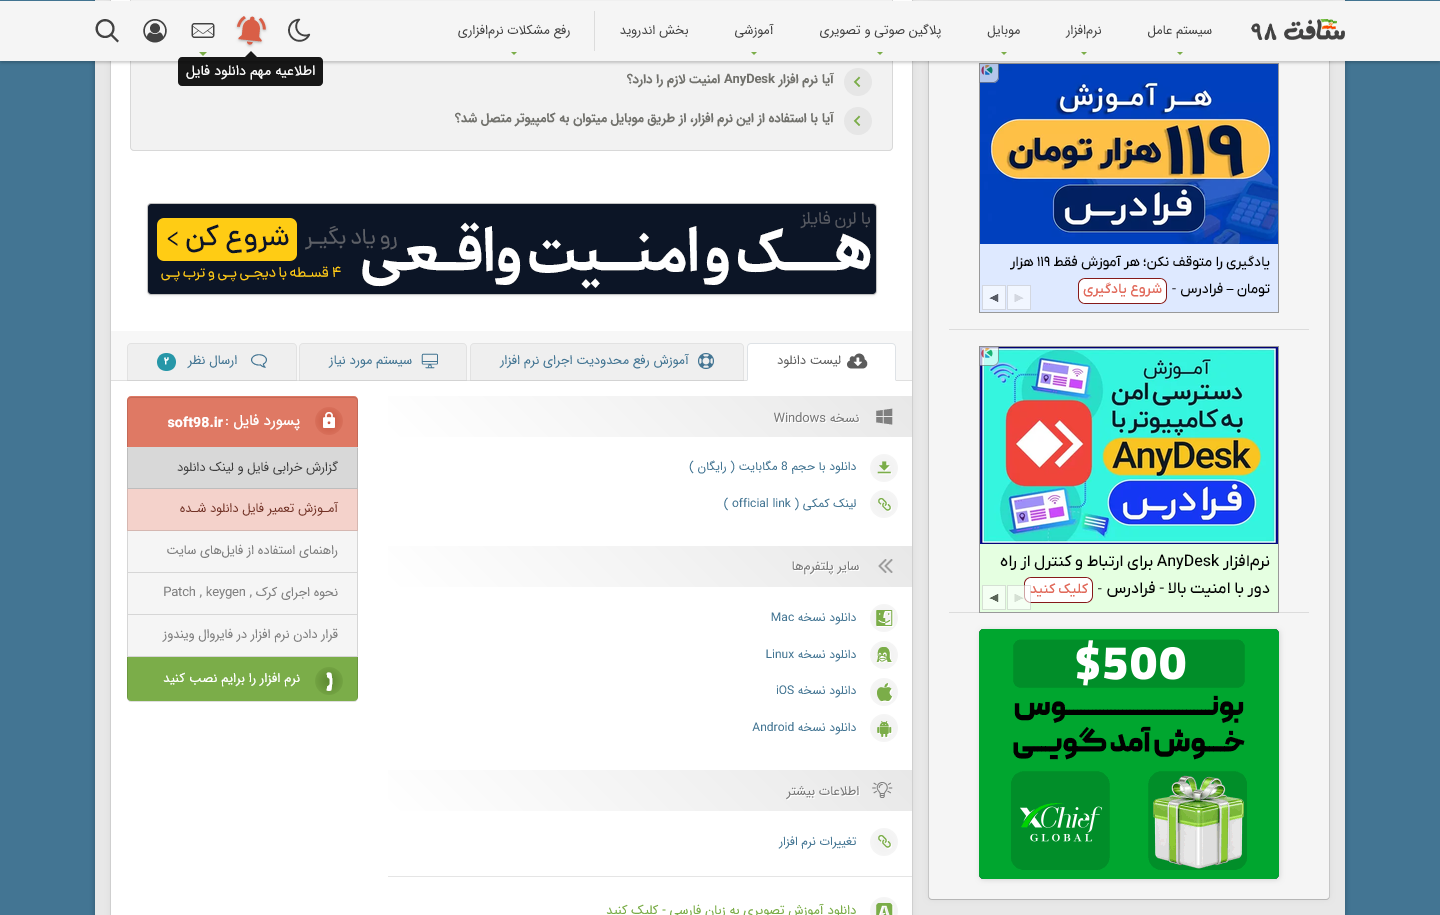 سافت ۹۸
سیستم عامل
نرم‌افزار
موبایل
پلاگین صوتی و تصویری
آموزشی
بخش اندروید
رفع مشکلات نرم‌افزاری
اطلاعیه مهم دانلود فایل
آیا نرم افزار AnyDesk امنیت لازم را دارد؟
آیا با استفاده از این نرم افزار، از طریق موبایل میتوان به کامپیوتر متصل شد؟
با لرن فایلز
هک و امنیت واقعی
رو یاد بگیر
شروع کن >
۴ قسطه با دیجی پی و ترب پی
لیست دانلود
آموزش رفع محدودیت اجرای نرم افزار
سیستم مورد نیاز
ارسال نظر ۲
نسخه Windows
دانلود با حجم 8 مگابایت ( رایگان )
لینک کمکی ( official link )
سایر پلتفرم‌ها
دانلود نسخه Mac
دانلود نسخه Linux
دانلود نسخه iOS
دانلود نسخه Android
اطلاعات بیشتر
تغییرات نرم افزار
دانلود آموزش تصویری به زبان فارسی - کلیک کنید
پسورد فایل : soft98.ir
گزارش خرابی فایل و لینک دانلود
آمـوزش تعمیر فایل دانلود شـده
راهنمای استفاده از فایل‌های سایت
نحوه اجرای کرک , Patch , keygen
قرار دادن نرم افزار در فایروال ویندوز
نرم افزار را برایم نصب کنید
هر آموزش
۱۱۹ هزار تومان
فرادرس
یادگیری را متوقف نکن؛ هر آموزش فقط ۱۱۹ هزار
تومان – فرادرس - شروع یادگیری
آموزش
دسترسی امن
به کامپیوتر با
AnyDesk
فرادرس
نرم‌افزار AnyDesk برای ارتباط و کنترل از راه
دور با امنیت بالا - فرادرس - کلیک کنید
$500
بونوس
خوش آمدگویی
xChief
GLOBAL